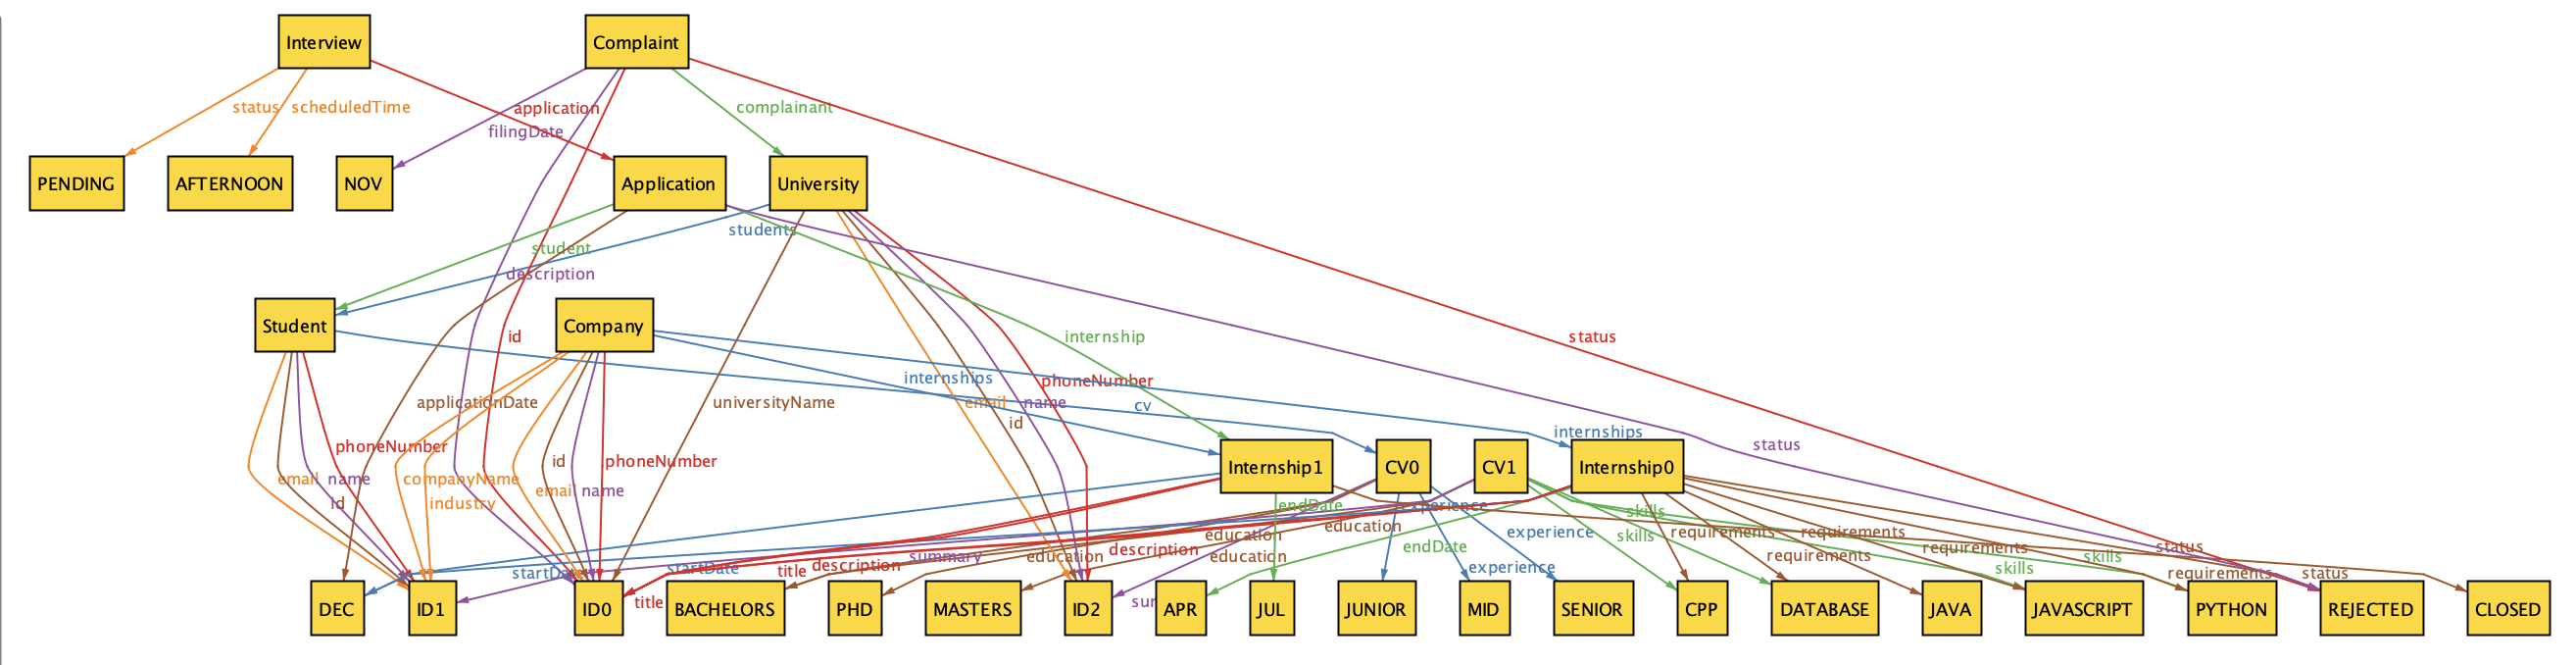 Interview
Complaint
status
scheduledTime
application
filingDate
complainant
PENDING
AFTERNOON
NOV
Application
University
students
student
description
Student
Company
id
internship
status
internships
phoneNumber
applicationDate
universityName
email
name
cv
id
internships
status
phoneNumber
Internship1
CV0
CV1
Internship0
id
phoneNumber
email
name
companyName
email
name
id
industry
endDate
experience
skills
education
education
experience
skills
requirements
requirements
summary
description
endDate
requirements
requirements
status
education
education
skills
startDate
title
description
experience
skills
requirements
status
DEC
ID1
ID0
title
BACHELORS
PHD
MASTERS
ID2
APR
JUL
JUNIOR
MID
SENIOR
CPP
DATABASE
JAVA
JAVASCRIPT
PYTHON
REJECTED
CLOSED